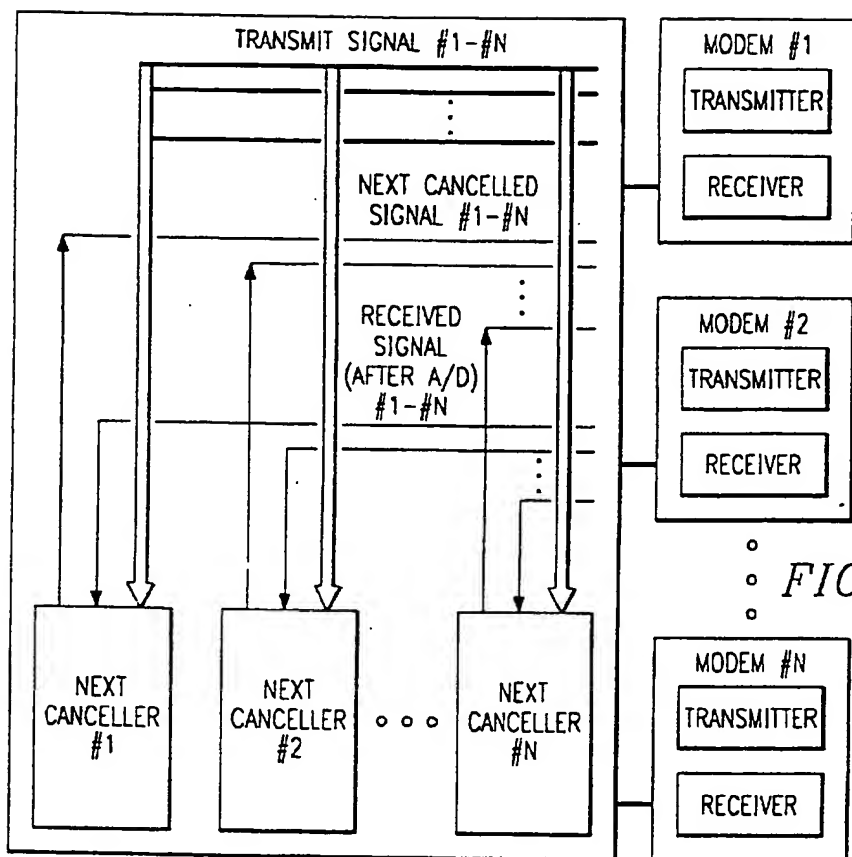 TRANSMIT SIGNAL #1-#N
NEXT CANCELLED
SIGNAL #1-#N
RECEIVED
SIGNAL
(AFTER A/D)
#1-#N
NEXT
CANCELLER
#1
NEXT
CANCELLER
#2
NEXT
CANCELLER
#N
MODEM #1
TRANSMITTER
RECEIVER
MODEM #2
TRANSMITTER
RECEIVER
FIG
MODEM #N
TRANSMITTER
RECEIVER